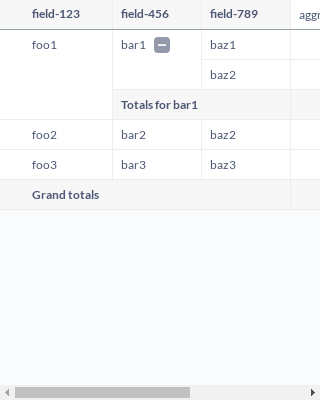 field-123 field-456 field-789 aggr
foo1 bar1 baz1
baz2
Totals for bar1
foo2 bar2 baz2
foo3 bar3 baz3
Grand totals